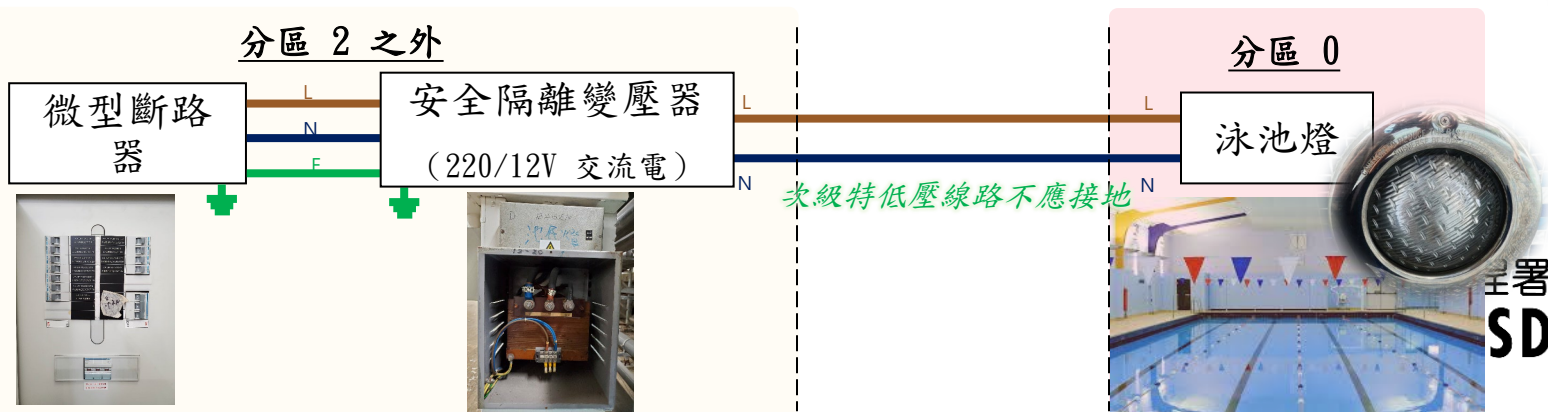 分區 2 之外
分區 0
微型斷路
器
L
N
E
安全隔離變壓器
(220/12V 交流電)
L
N
次級特低壓線路不應接地
L
N
泳池燈
署
SD